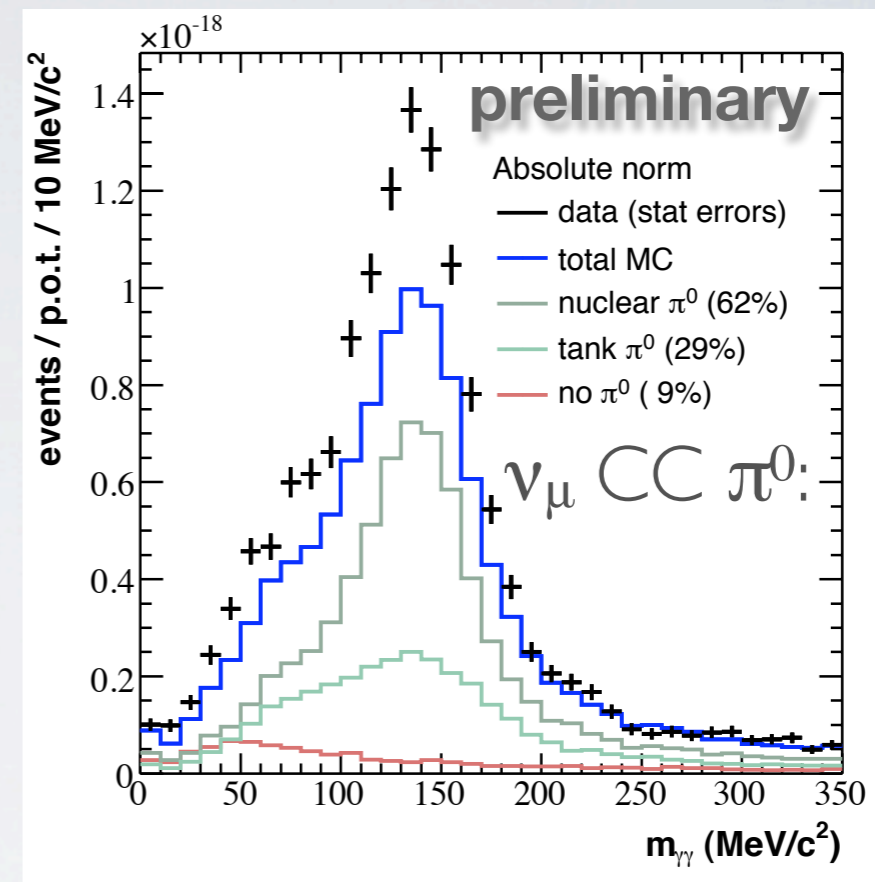 ×10⁻¹⁸
events / p.o.t. / 10 MeV/c²
1.4
1.2
1
0.8
0.6
0.4
0.2
0
preliminary
Absolute norm
data (stat errors)
total MC
nuclear π⁰ (62%)
tank π⁰ (29%)
no π⁰ ( 9%)
νμ CC π⁰:
0 50 100 150 200 250 300 350
mγγ (MeV/c²)